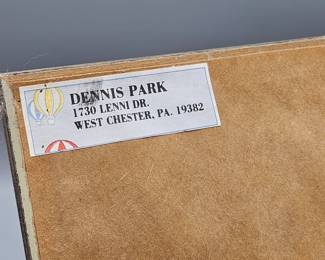 DENNIS PARK
1730 LENNI DR.
WEST CHESTER, PA. 19382